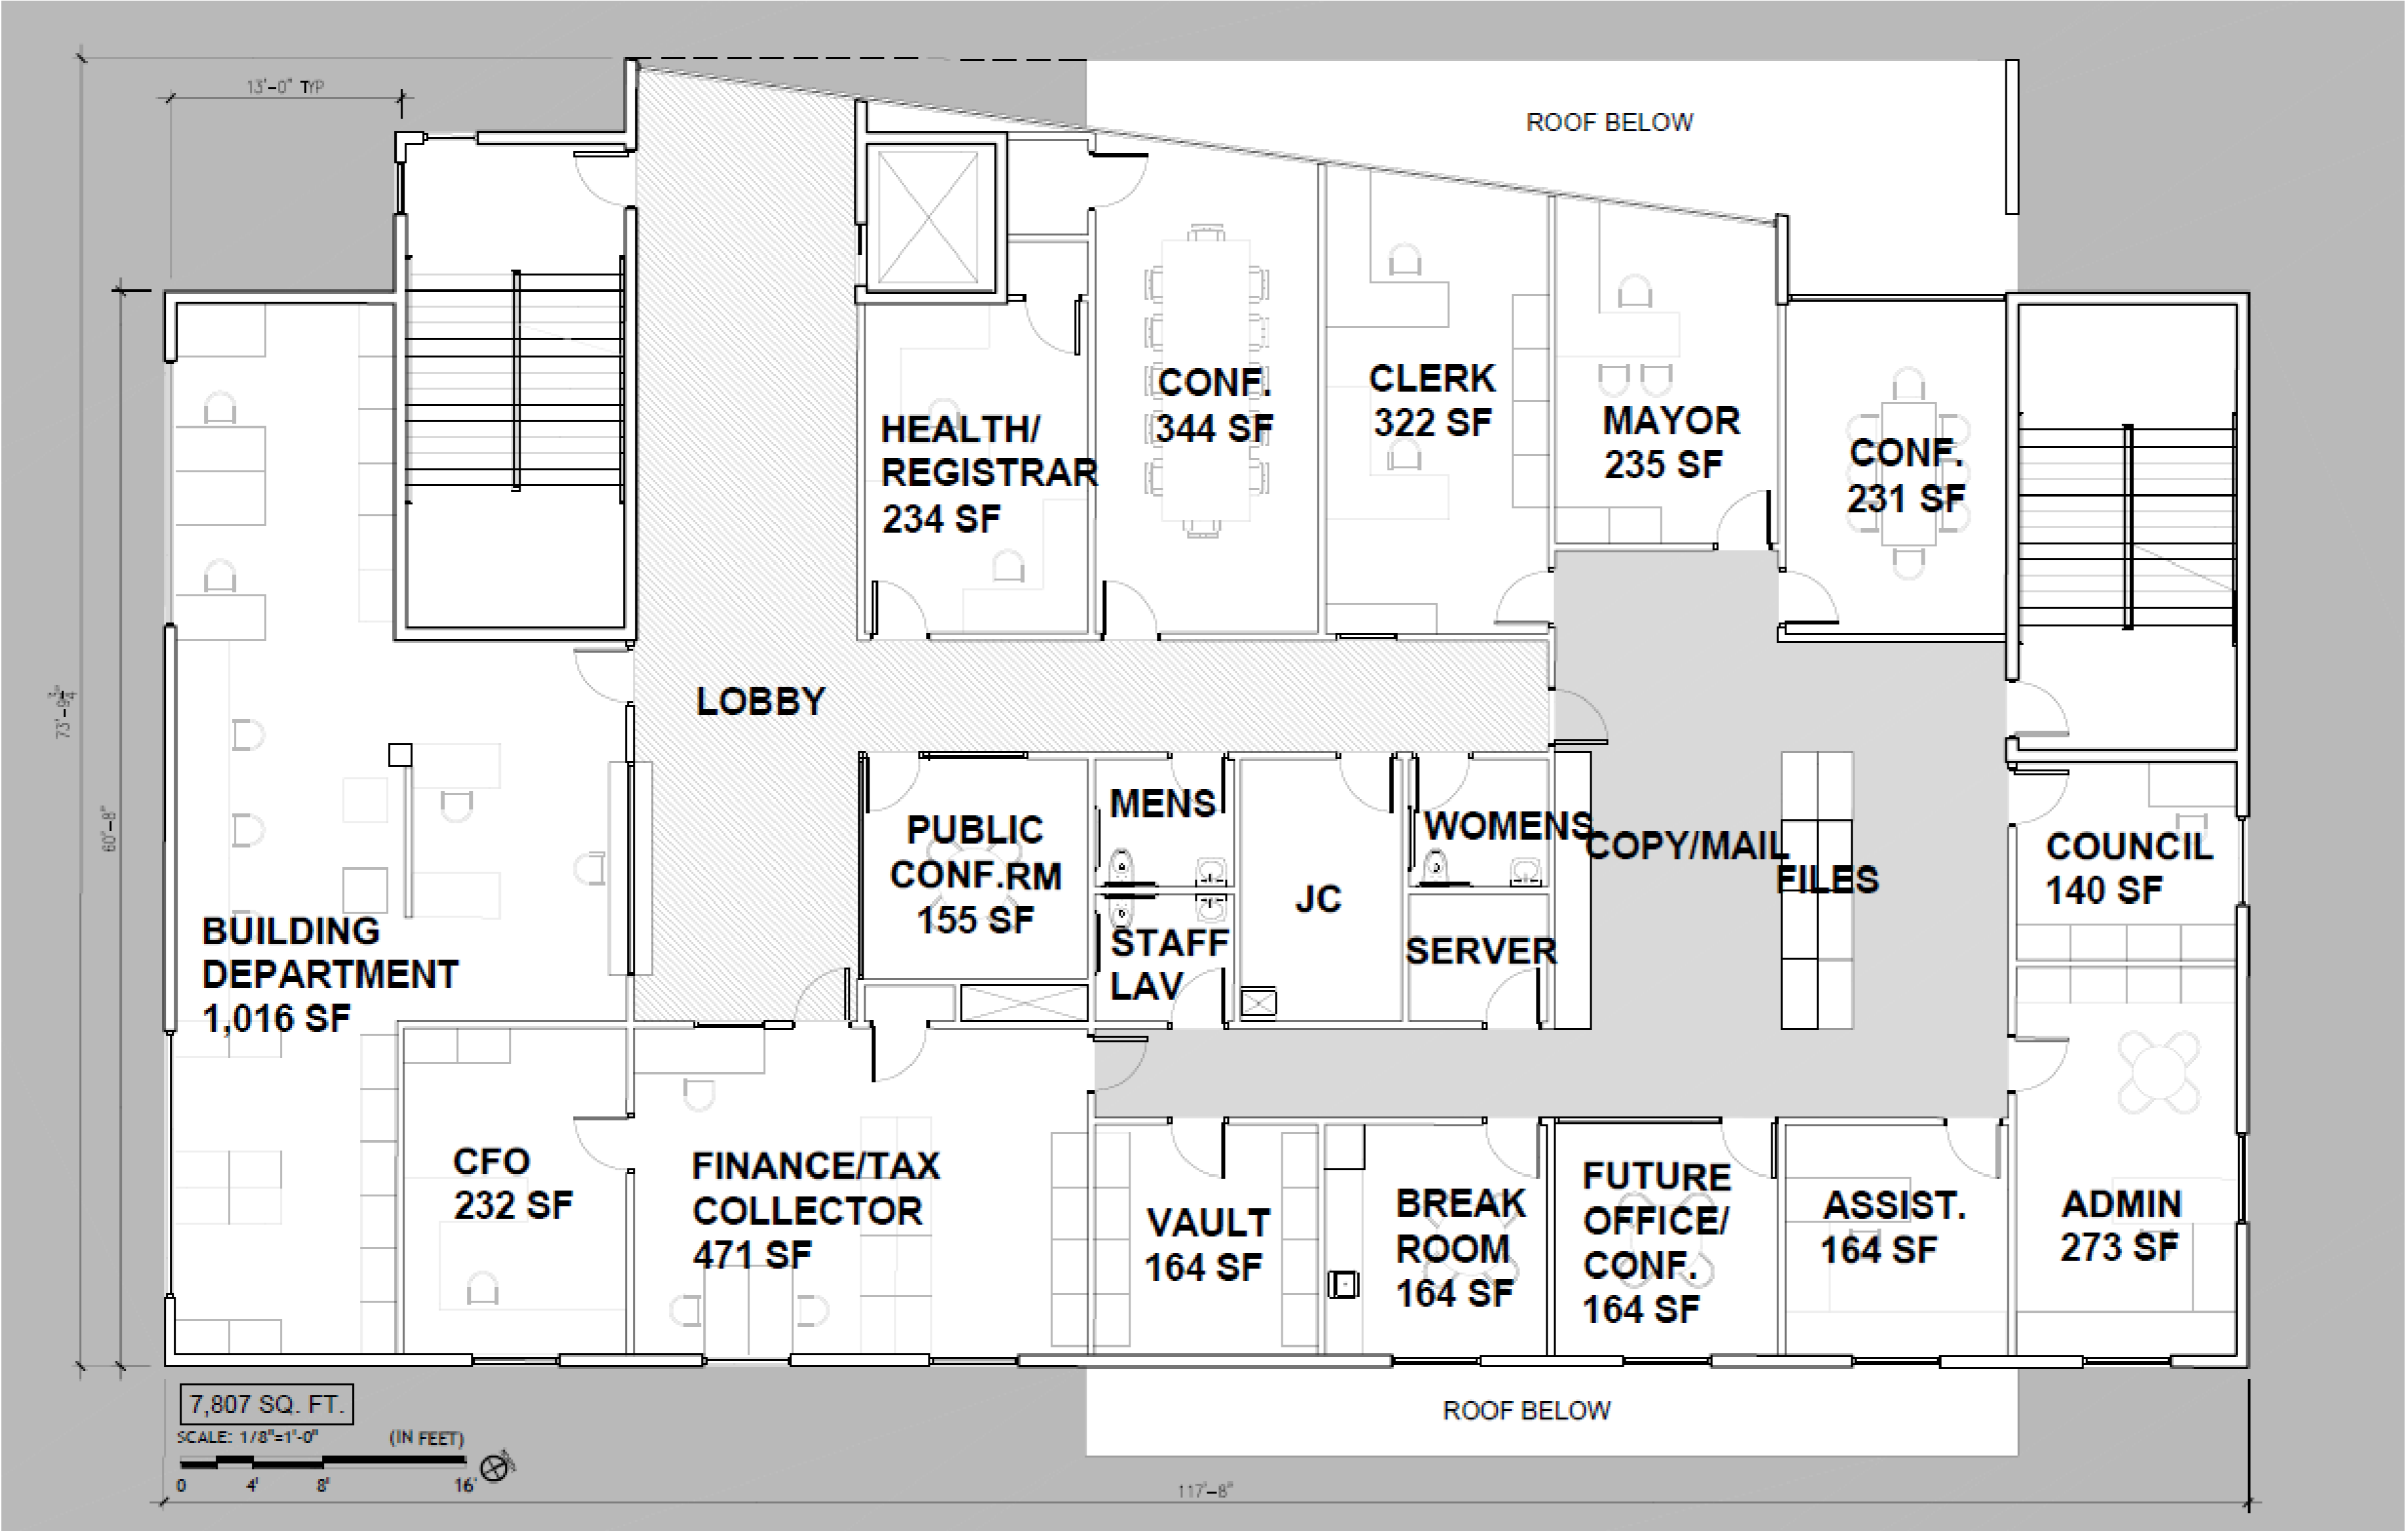 13'-0" TYP
ROOF BELOW
HEALTH/
REGISTRAR
234 SF
CONF.
344 SF
CLERK
322 SF
MAYOR
235 SF
CONF.
231 SF
LOBBY
73'-9¾"
60'-8"
BUILDING
DEPARTMENT
1,016 SF
PUBLIC
CONF.RM
155 SF
MENS
STAFF
LAV
JC
WOMENS
SERVER
COPY/MAIL
FILES
COUNCIL
140 SF
CFO
232 SF
FINANCE/TAX
COLLECTOR
471 SF
VAULT
164 SF
BREAK
ROOM
164 SF
FUTURE
OFFICE/
CONF.
164 SF
ASSIST.
164 SF
ADMIN
273 SF
7,807 SQ. FT.
SCALE: 1/8"=1'-0" (IN FEET)
0 4' 8' 16'
ROOF BELOW
117'-8"